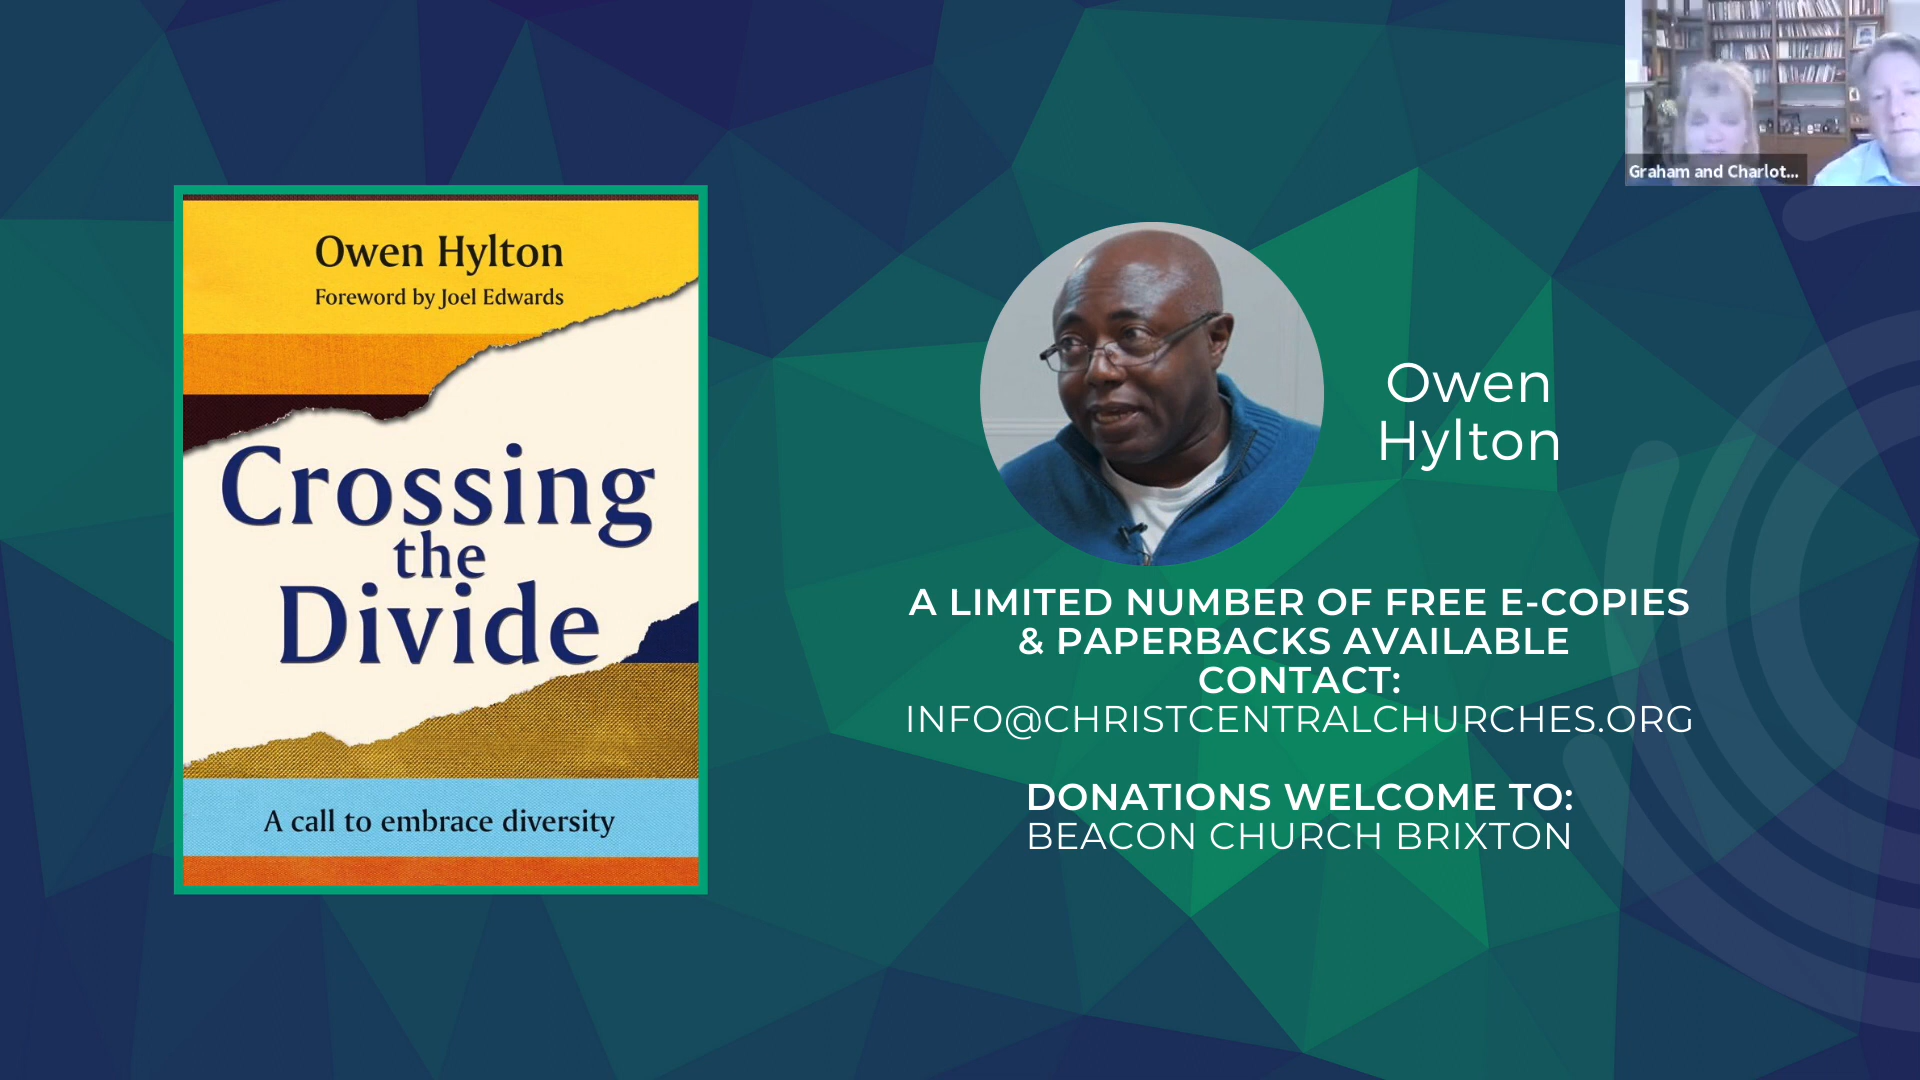 Owen Hylton
Foreword by Joel Edwards
Crossing
the
Divide
A call to embrace diversity
Owen
Hylton
A LIMITED NUMBER OF FREE E-COPIES
& PAPERBACKS AVAILABLE
CONTACT:
INFO@CHRISTCENTRALCHURCHES.ORG
DONATIONS WELCOME TO:
BEACON CHURCH BRIXTON
Graham and Charlot...